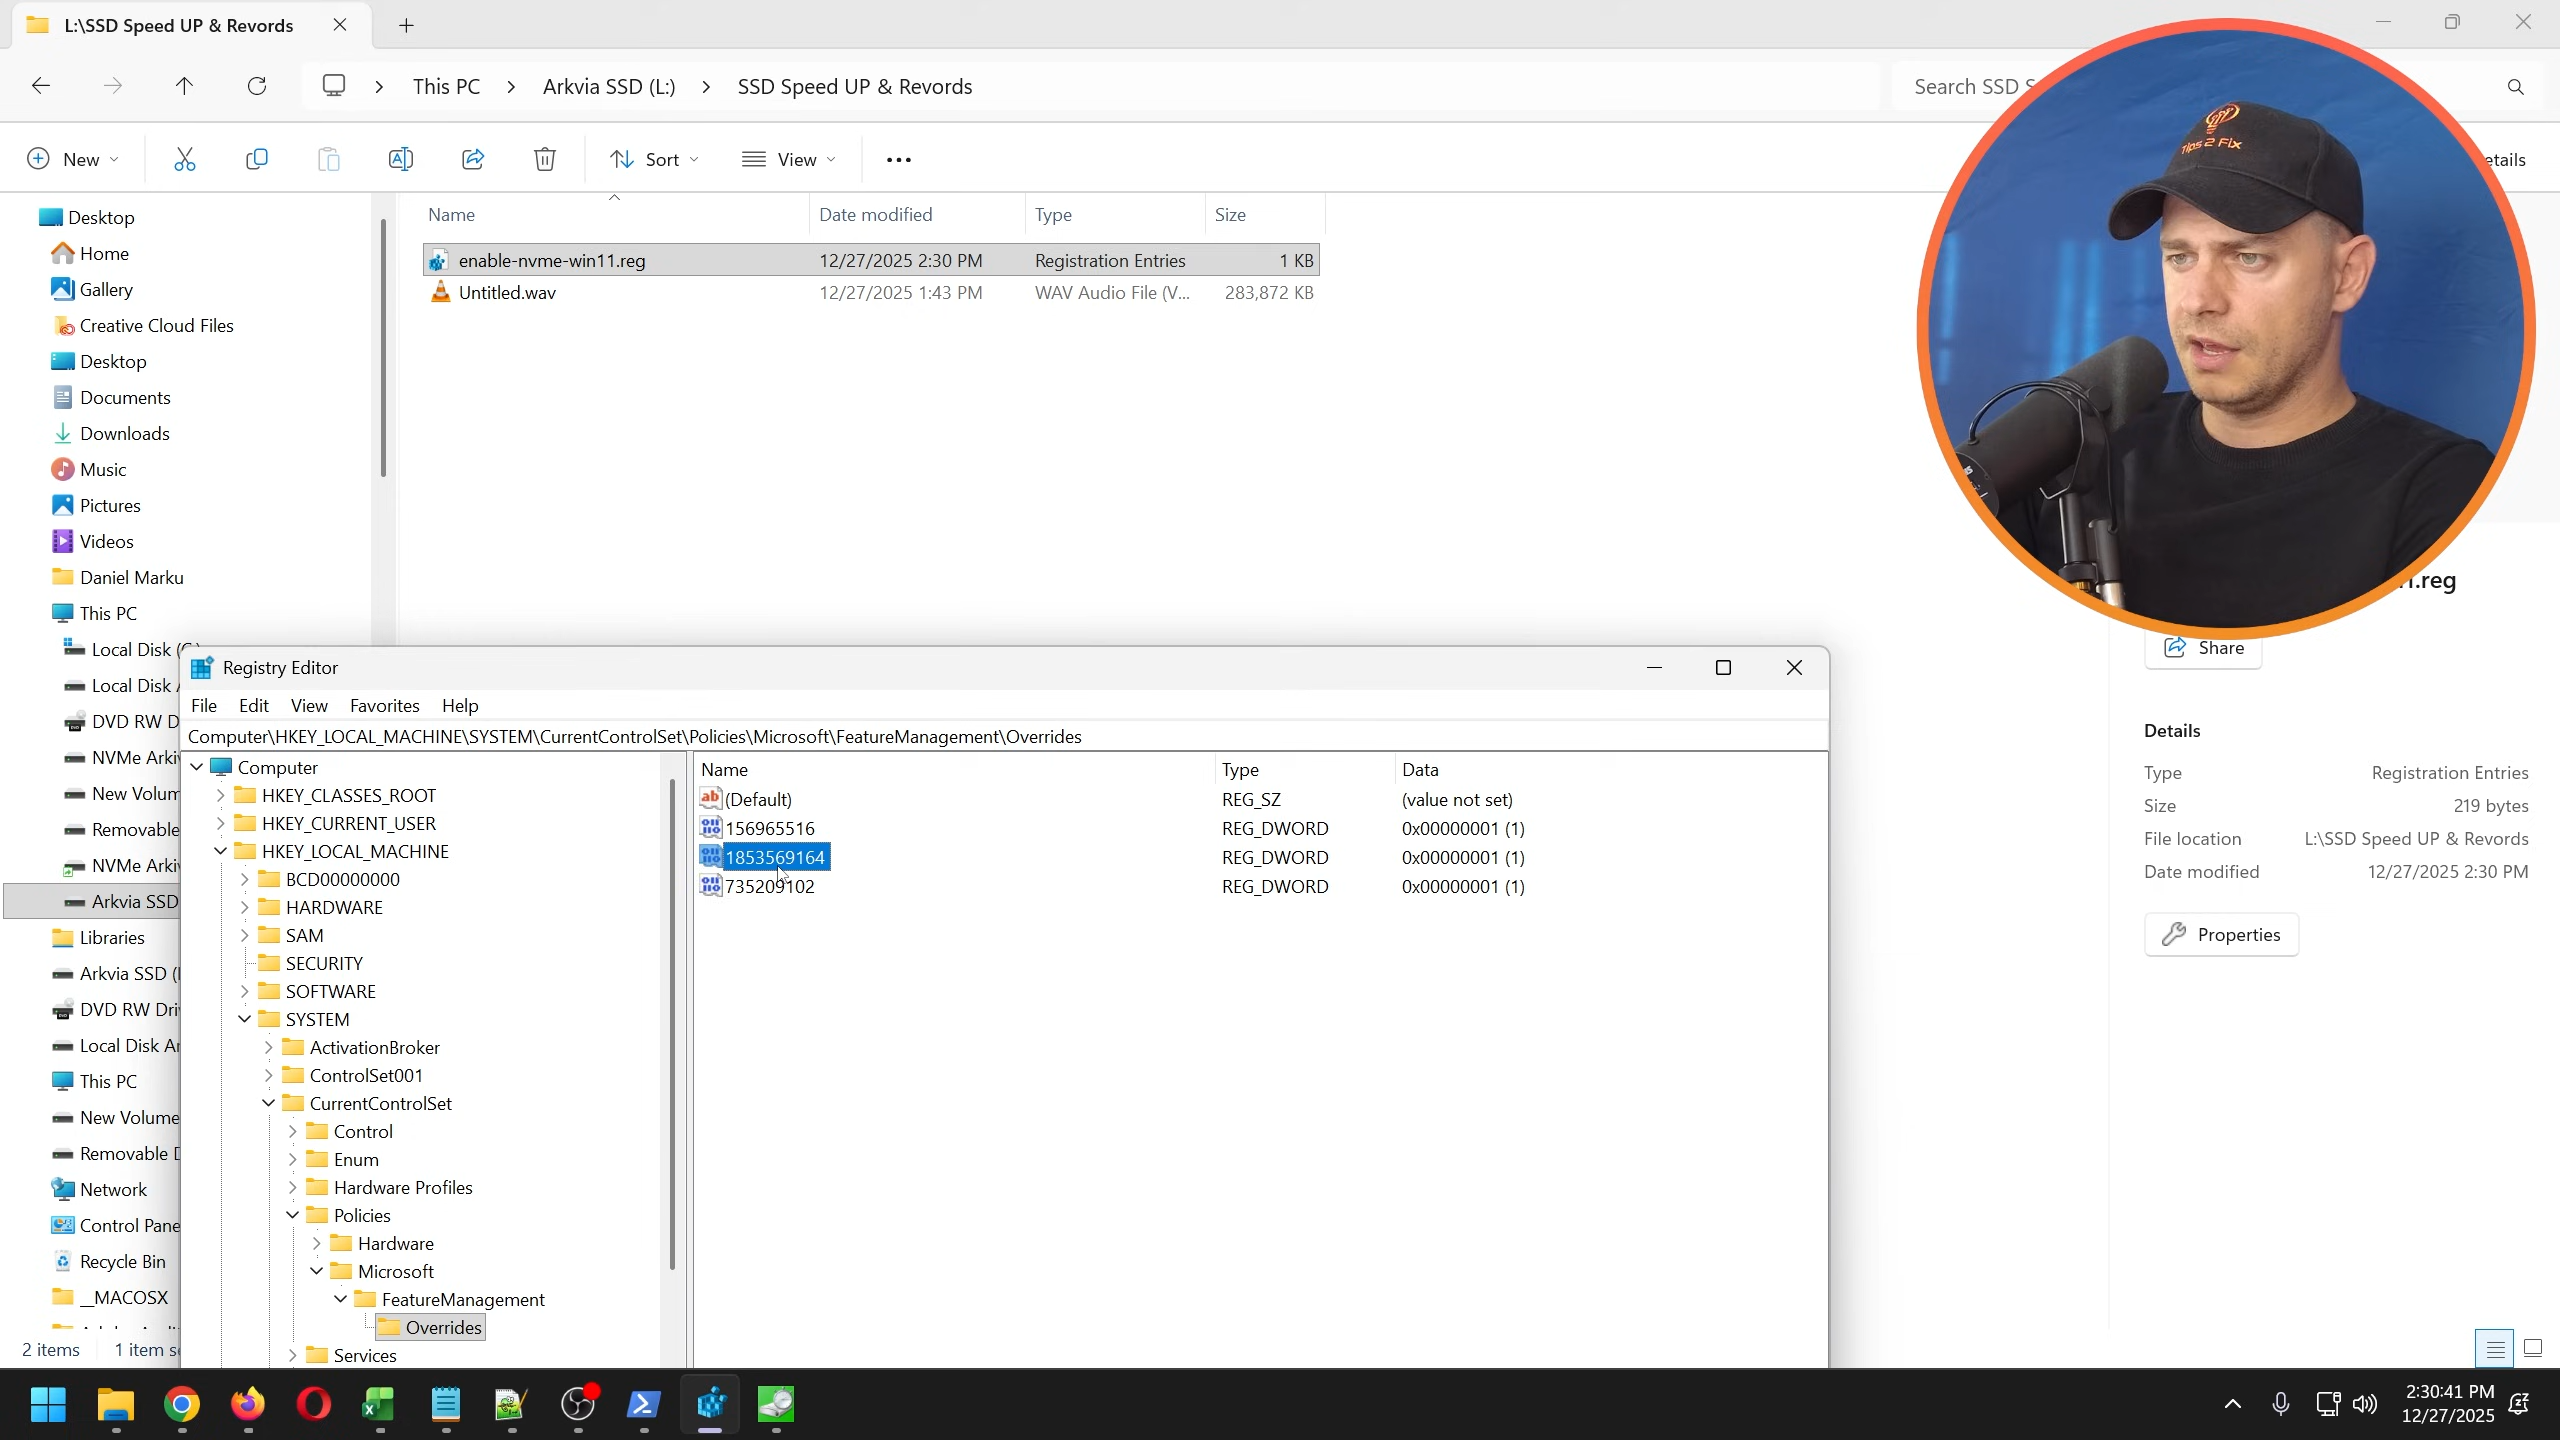 L:\SSD Speed UP & Revords
This PC > Arkvia SSD (L:) > SSD Speed UP & Revords
Search SSD S
New
Sort
View
etails
Name Date modified Type Size
enable-nvme-win11.reg 12/27/2025 2:30 PM Registration Entries 1 KB
Untitled.wav 12/27/2025 1:43 PM WAV Audio File (V... 283,872 KB
Tips 2 Fix
Desktop
Home
Gallery
Creative Cloud Files
Desktop
Documents
Downloads
Music
Pictures
Videos
Daniel Marku
This PC
Local Disk (C:)
Local Disk
DVD RW D
NVMe Arki
New Volum
Removable
NVMe Arki
Arkvia SSD
Libraries
Arkvia SSD (
DVD RW Dri
Local Disk Ar
This PC
New Volume
Removable D
Network
Control Pane
Recycle Bin
__MACOSX
2 items 1 item se
1.reg
Share
Details
Type Registration Entries
Size 219 bytes
File location L:\SSD Speed UP & Revords
Date modified 12/27/2025 2:30 PM
Properties
Registry Editor
File Edit View Favorites Help
Computer\HKEY_LOCAL_MACHINE\SYSTEM\CurrentControlSet\Policies\Microsoft\FeatureManagement\Overrides
Computer
HKEY_CLASSES_ROOT
HKEY_CURRENT_USER
HKEY_LOCAL_MACHINE
BCD00000000
HARDWARE
SAM
SECURITY
SOFTWARE
SYSTEM
ActivationBroker
ControlSet001
CurrentControlSet
Control
Enum
Hardware Profiles
Policies
Hardware
Microsoft
FeatureManagement
Overrides
Services
Name Type Data
(Default) REG_SZ (value not set)
156965516 REG_DWORD 0x00000001 (1)
1853569164 REG_DWORD 0x00000001 (1)
735209102 REG_DWORD 0x00000001 (1)
2:30:41 PM
12/27/2025